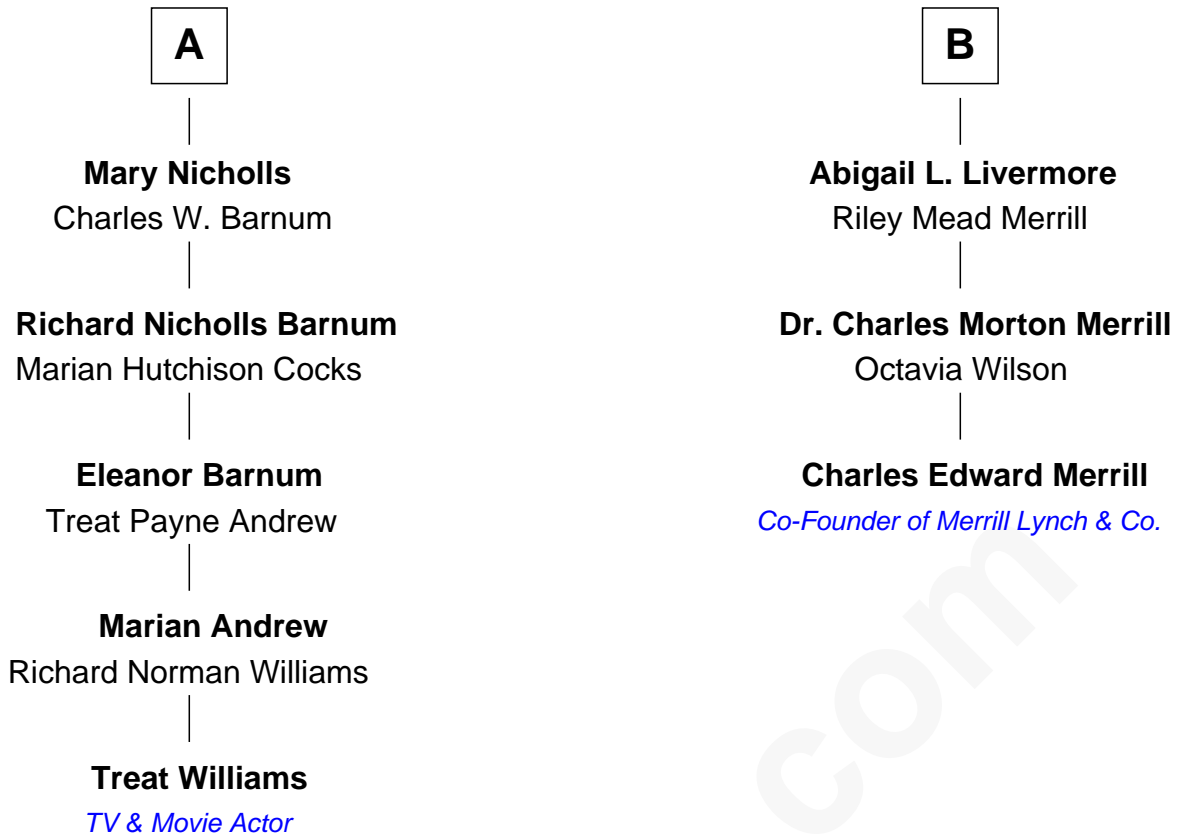 A
Mary Nicholls
Charles W. Barnum
Richard Nicholls Barnum
Marian Hutchison Cocks
Eleanor Barnum
Treat Payne Andrew
Marian Andrew
Richard Norman Williams
Treat Williams
TV & Movie Actor
B
Abigail L. Livermore
Riley Mead Merrill
Dr. Charles Morton Merrill
Octavia Wilson
Charles Edward Merrill
Co-Founder of Merrill Lynch & Co.
com